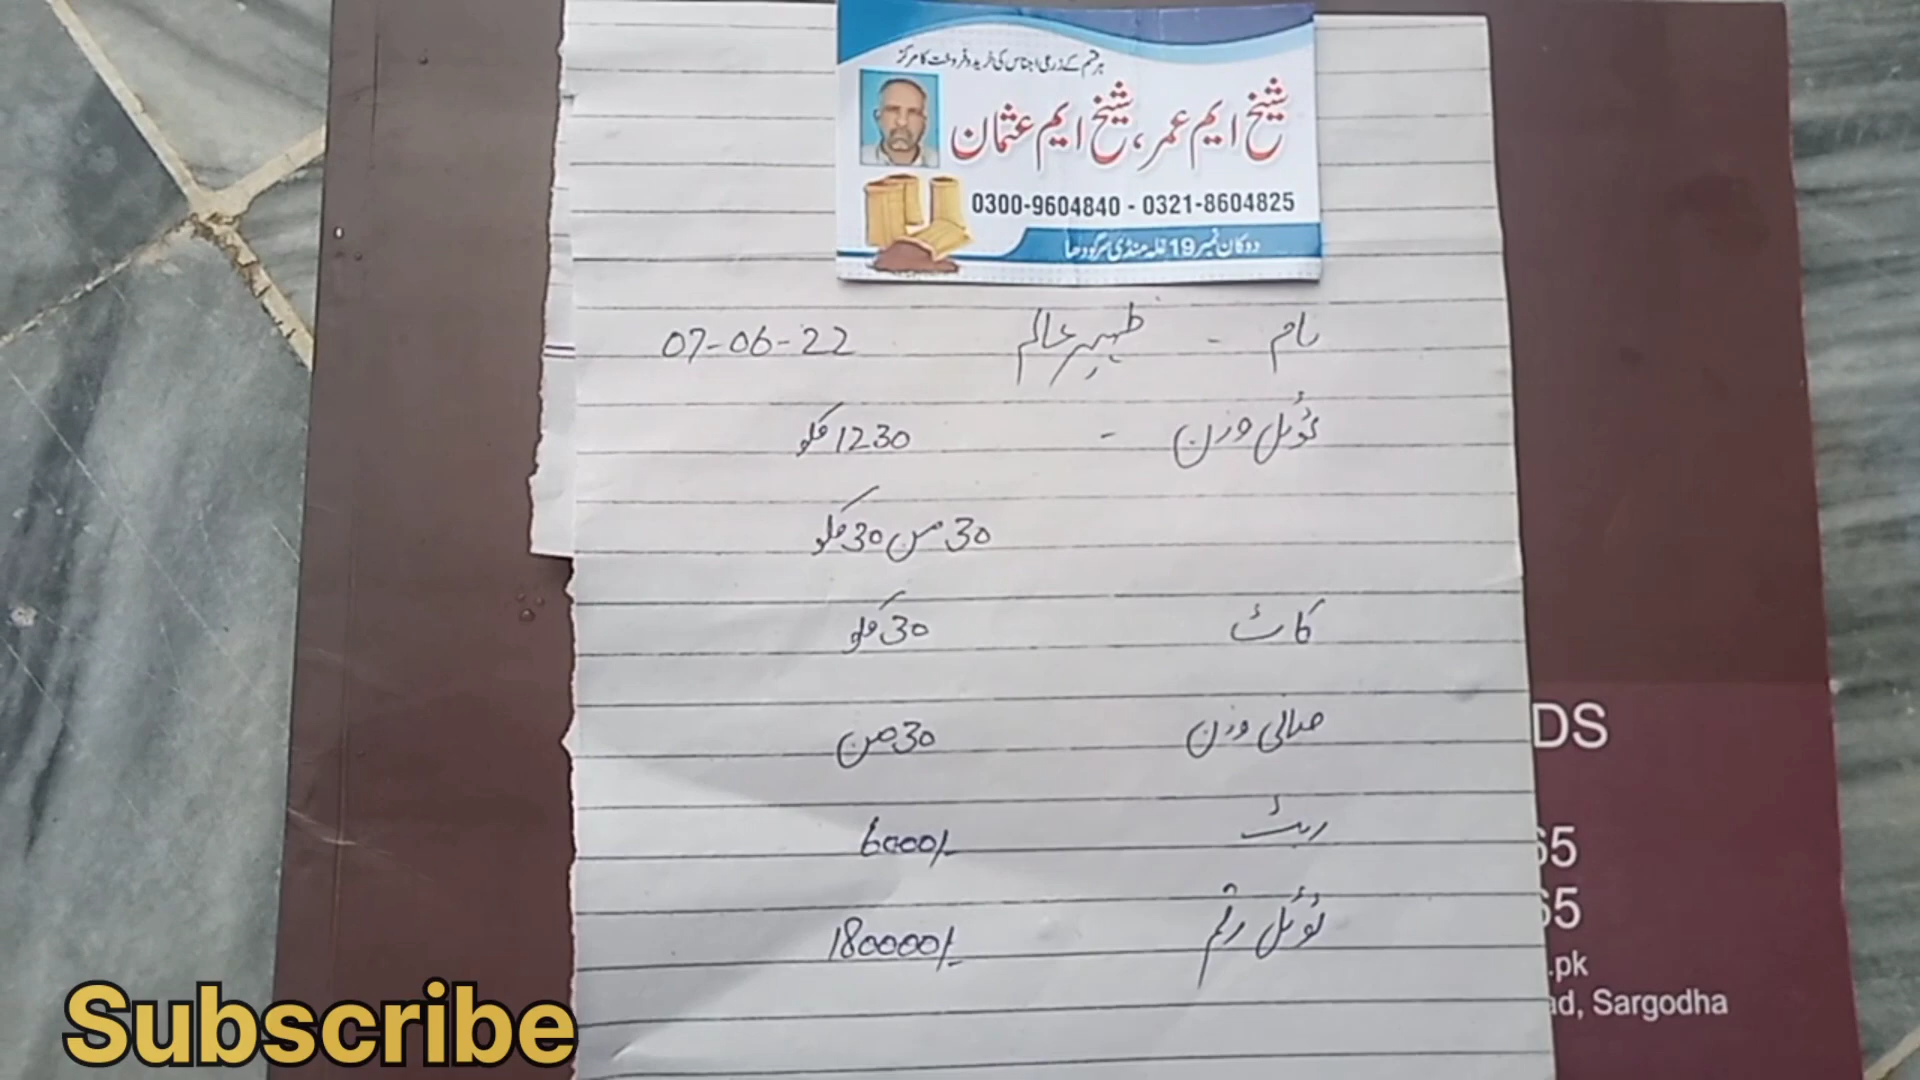 ہر قسم کے زرعی اجناس کی خرید و فروخت کا مرکز
شیخ ایم عمر، شیخ ایم عثمان
0300-9604840 - 0321-8604825
دوکان نمبر 19 غلہ منڈی سرگودھا
نام - ظہیر عالم 07-06-22
ٹوٹل وزن - 1230 کلو
30 من 30 کلو
کاٹ 30 کلو
صافی وزن 30 من
ریٹ 6000/-
ٹوٹل رقم 180000/-
DS
65
65
.pk
ad, Sargodha
Subscribe